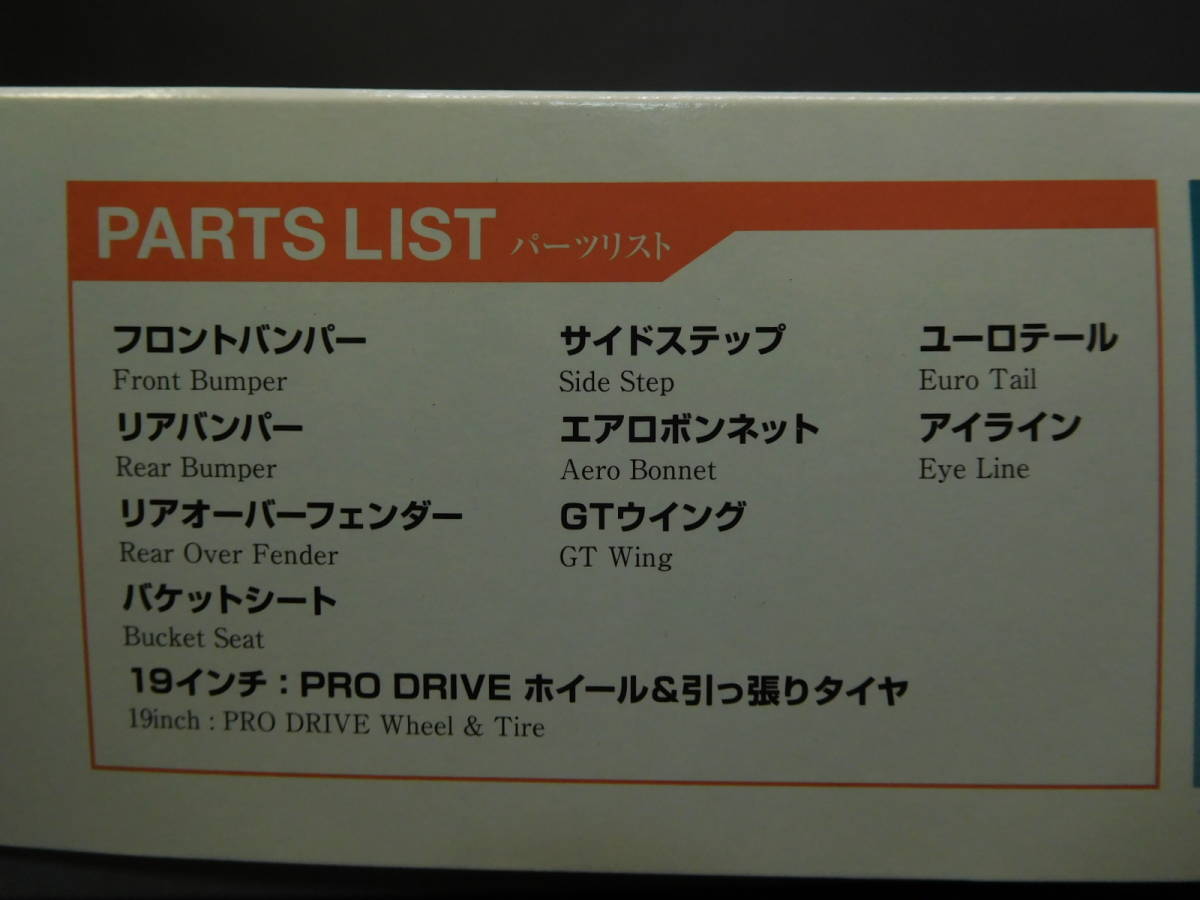 PARTS LIST パーツリスト
フロントバンパー
Front Bumper
リアバンパー
Rear Bumper
リアオーバーフェンダー
Rear Over Fender
バケットシート
Bucket Seat
サイドステップ
Side Step
エアロボンネット
Aero Bonnet
GTウイング
GT Wing
ユーロテール
Euro Tail
アイライン
Eye Line
19インチ：PRO DRIVE ホイール&引っ張りタイヤ
19inch : PRO DRIVE Wheel & Tire